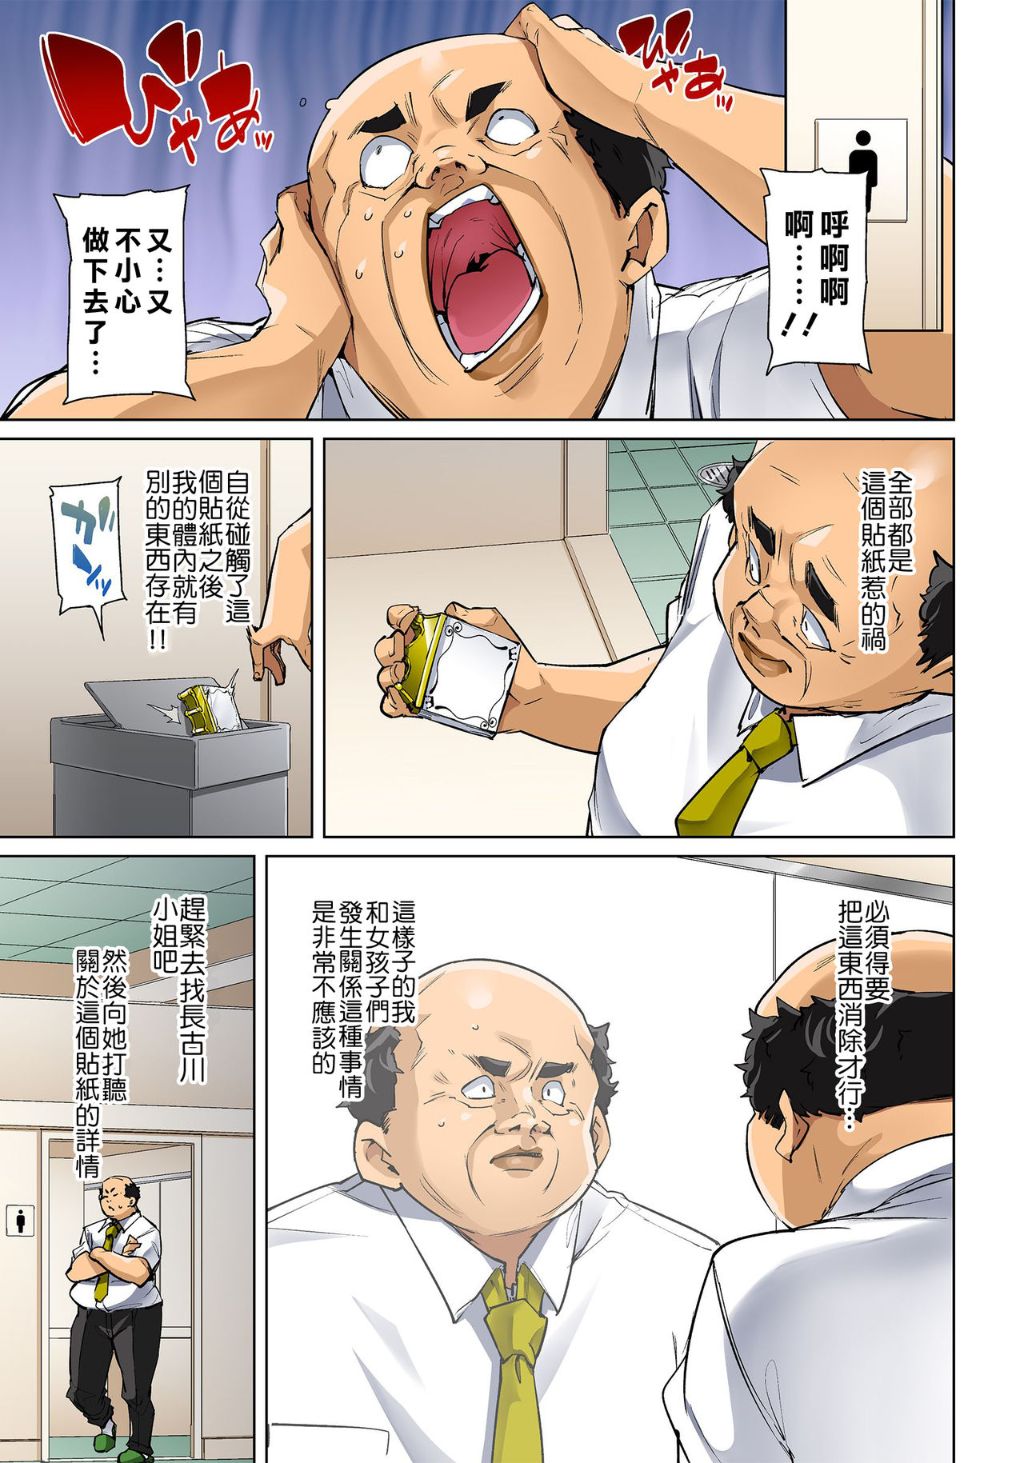 びゃあぁッ
呼啊啊
啊……!!
びゃあぁッ
又…又
不小心
做下去了…
全部都是
這個貼紙惹的禍
自從碰觸了這
個貼紙之後
我的體內就有
別的東西存在!!
ガンッ
必須得要
把這東西消除才行…
這樣子的我
和女孩子們
發生關係這種事情
是非常不應該的
趕緊去找長古川
小姐吧
然後向她打聽
關於這個貼紙的詳情